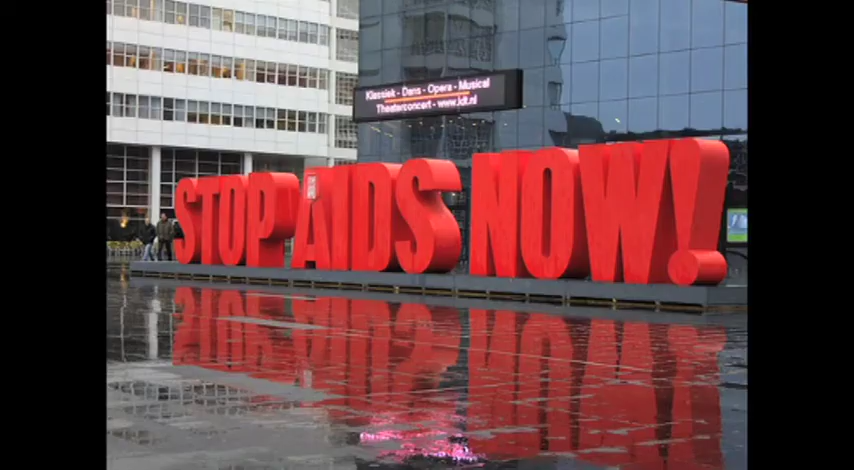 Klassiek - Dans - Opera - Musical
Theaterconcert - www.ldt.nl
STOP AIDS NOW!